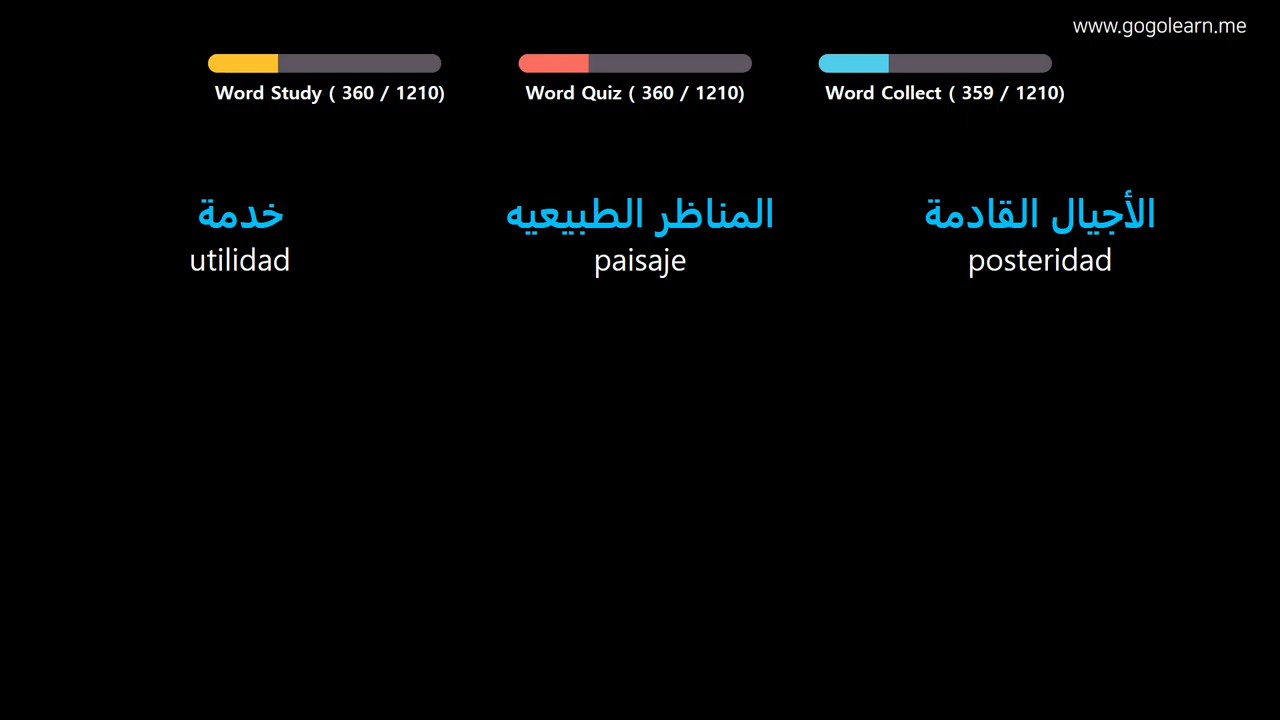 www.gogolearn.me
Word Study ( 360 / 1210)
Word Quiz ( 360 / 1210)
Word Collect ( 359 / 1210)
خدمة
utilidad
المناظر الطبيعيه
paisaje
الأجيال القادمة
posteridad